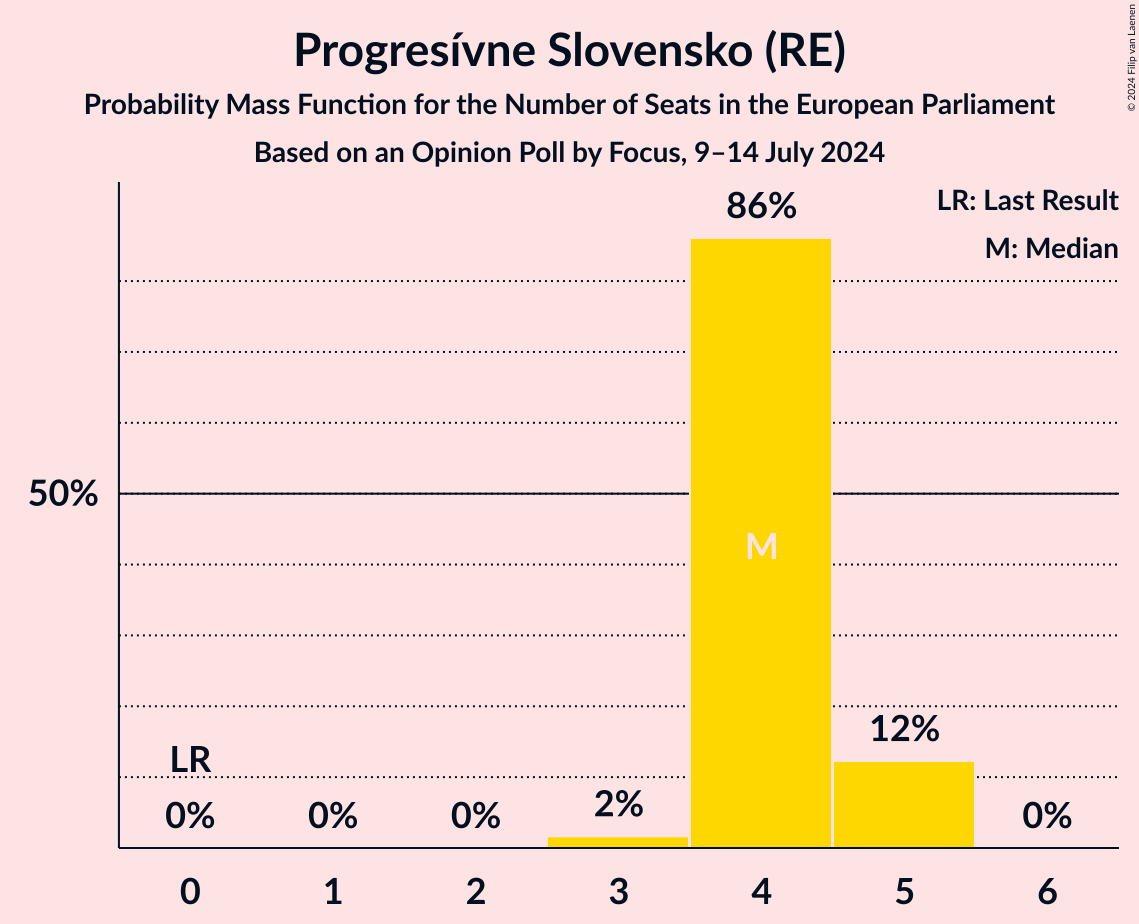 Progresívne Slovensko (RE)
Probability Mass Function for the Number of Seats in the European Parliament
Based on an Opinion Poll by Focus, 9–14 July 2024
© 2024 Filip van Laenen
LR: Last Result
M: Median
86%
50%
M
12%
LR
2%
0%
0%
0%
0%
0
1
2
3
4
5
6